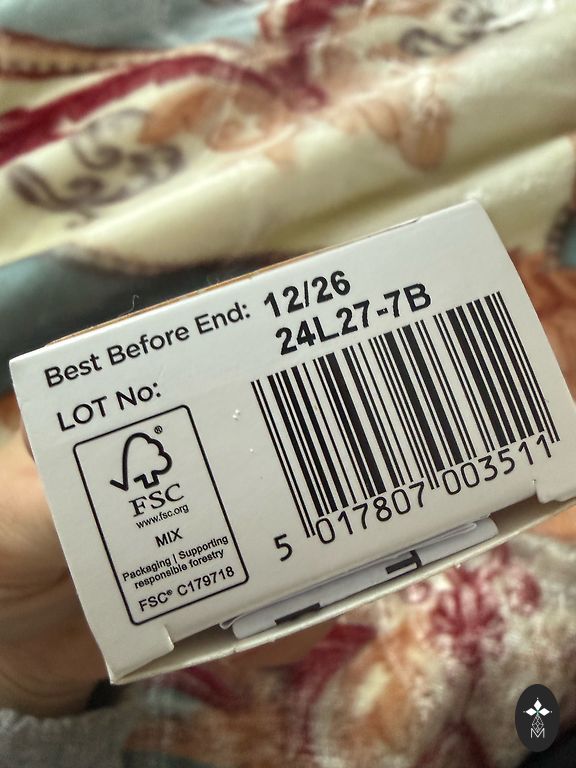 Best Before End: 12/26
LOT No: 24L27-7B
®
FSC
www.fsc.org
MIX
Packaging | Supporting
responsible forestry
FSC® C179718
5 017807 003511
M